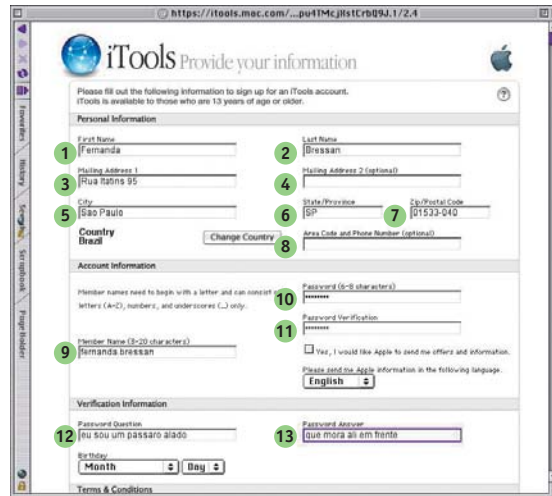 https://itools.mac.com/...pu4TMcjXstCrbQ9J.1/2.4
iTools Provide your information
Please fill out the following information to sign up for an iTools account.
iTools is available to those who are 13 years of age or older.
?
Personal Information
First Name
Last Name
1 Fernanda
2 Bressan
Mailing Address 1
Mailing Address 2 (optional)
3 Rua Itatins 95
4
City
State/Province
Zip/Postal Code
5 Sao Paulo
6 SP
7 01533-040
Country
Brazil
Change Country
Area Code and Phone Number (optional)
8
Account Information
Member names need to begin with a letter and can consist of
letters (A-Z), numbers, and underscores (_) only.
Password (6-8 characters)
10 ••••••••
Password Verification
11 ••••••••
Member Name (3-20 characters)
9 fernanda.bressan
Yes, I would like Apple to send me offers and information.
Please send me Apple information in the following language.
English
Verification Information
Password Question
Password Answer
12 eu sou um passaro alado
13 que mora ali em frente
Birthday
Month
Day
Terms & Conditions
Favorites
History
Search
Scrapbook
Page Holder